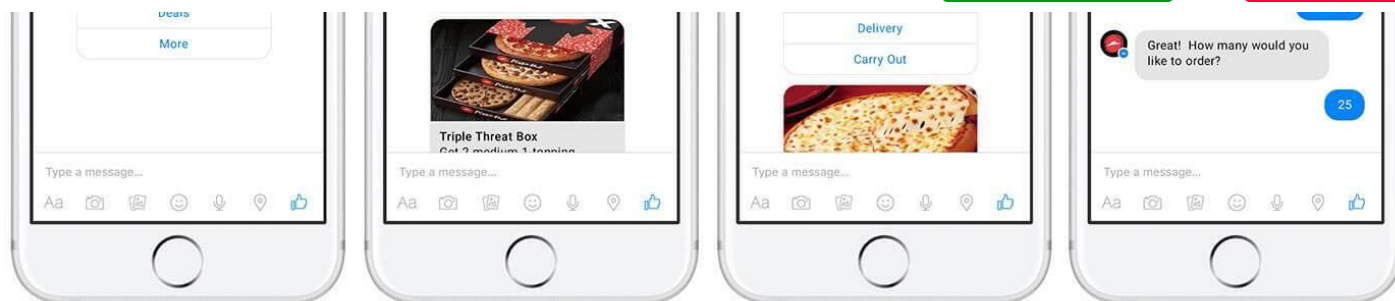 Deals
More
Type a message...
Aa
Triple Threat Box
Get 2 medium 1-topping
Type a message...
Aa
Delivery
Carry Out
Type a message...
Aa
Great! How many would you
like to order?
25
Type a message...
Aa